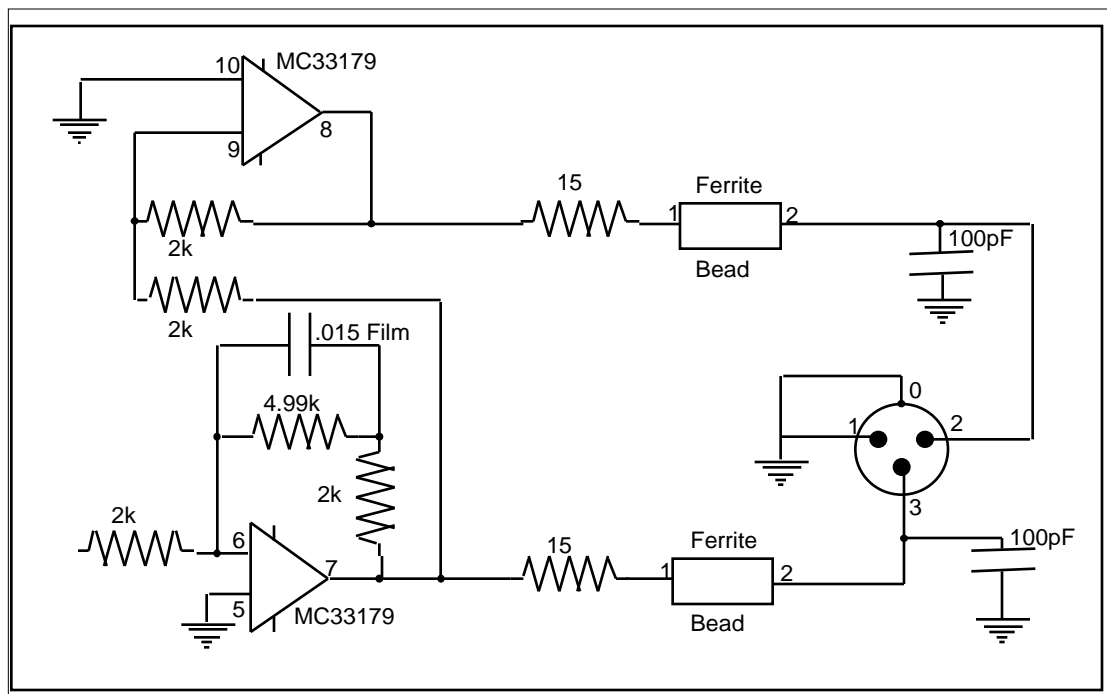 MC33179
10
8
9
2k
15
Ferrite
1
2
Bead
100pF
2k
.015 Film
4.99k
2k
0
1
2
3
2k
6
7
5
MC33179
15
Ferrite
1
2
Bead
100pF